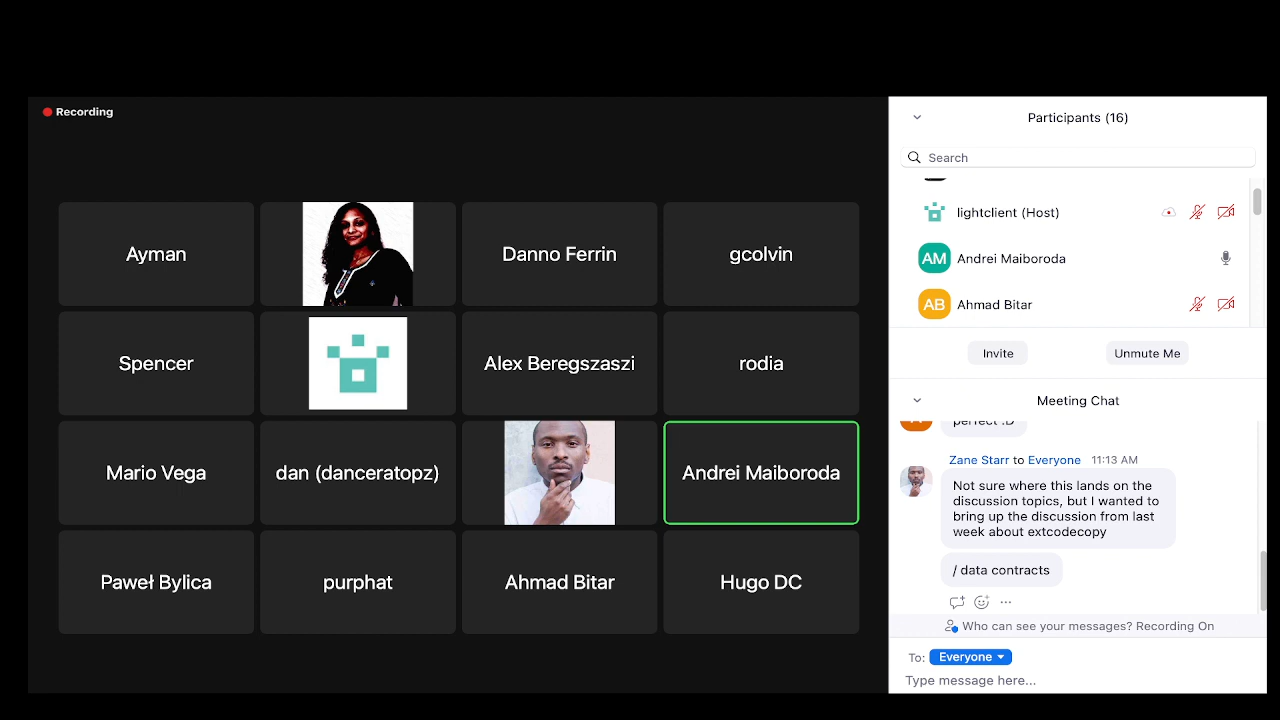 Recording
Ayman
Danno Ferrin
gcolvin
Spencer
Alex Beregszaszi
rodia
Mario Vega
dan (danceratopz)
Andrei Maiboroda
Paweł Bylica
purphat
Ahmad Bitar
Hugo DC
Participants (16)
Search
lightclient (Host)
AM Andrei Maiboroda
AB Ahmad Bitar
Invite
Unmute Me
Meeting Chat
perfect :D
Zane Starr to Everyone 11:13 AM
Not sure where this lands on the
discussion topics, but I wanted to
bring up the discussion from last
week about extcodecopy
/ data contracts
Who can see your messages? Recording On
To: Everyone
Type message here...